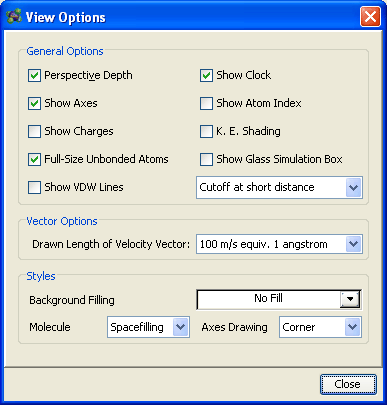 View Options
General Options
Perspective Depth
Show Clock
Show Axes
Show Atom Index
Show Charges
K. E. Shading
Full-Size Unbonded Atoms
Show Glass Simulation Box
Show VDW Lines
Cutoff at short distance
Vector Options
Drawn Length of Velocity Vector: 100 m/s equiv. 1 angstrom
Styles
Background Filling No Fill
Molecule Spacefilling Axes Drawing Corner
Close